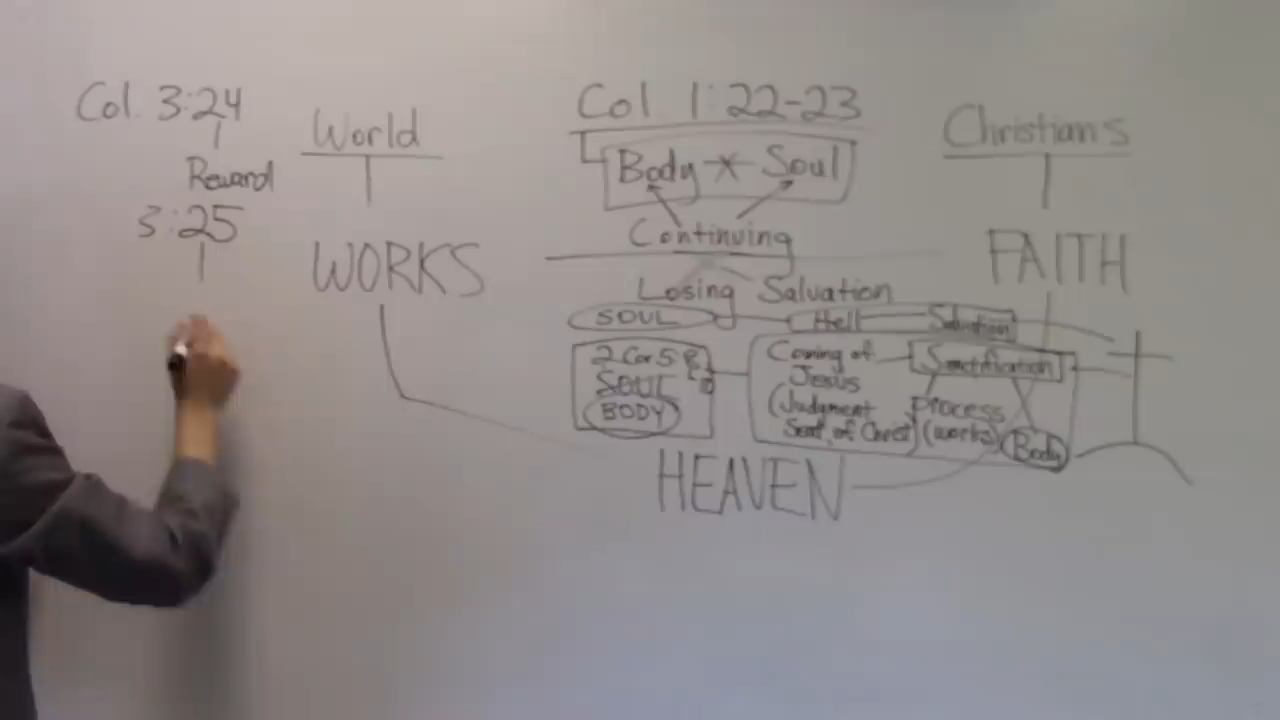 Col. 3:24
Reward
3:25
World
WORKS
Col. 1:22-23
Body * Soul
Continuing
Losing Salvation
SOUL
Hell
Salvation
2 Cor 5
SOUL
BODY
Coming of
Jesus
(Judgment
Seat of Christ)
Sanctification
Process
(works)
Body
HEAVEN
Christians
FAITH